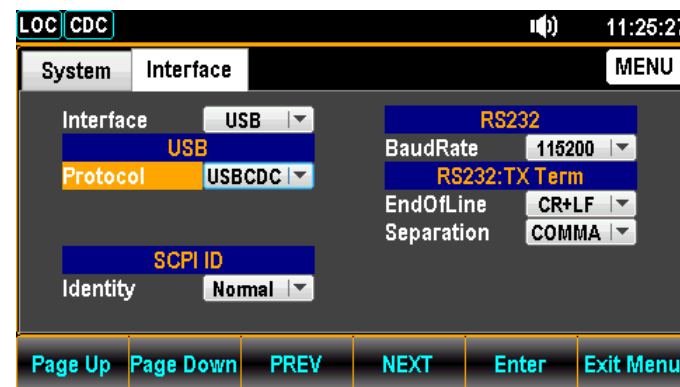 LOC CDC 11:25:27
System Interface MENU
Interface USB
USB
Protocol USBCDC
SCPI ID
Identity Normal
RS232
BaudRate 115200
RS232:TX Term
EndOfLine CR+LF
Separation COMMA
Page Up Page Down PREV NEXT Enter Exit Menu